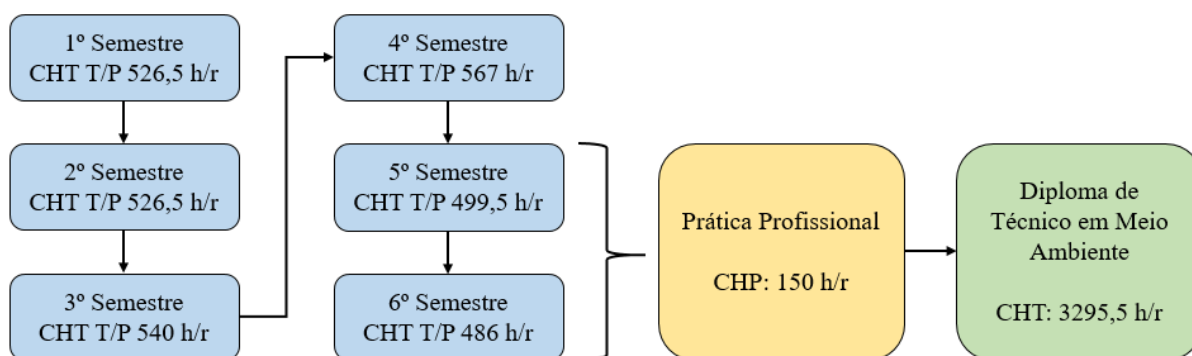 1º Semestre
CHT T/P 526,5 h/r
2º Semestre
CHT T/P 526,5 h/r
3º Semestre
CHT T/P 540 h/r
4º Semestre
CHT T/P 567 h/r
5º Semestre
CHT T/P 499,5 h/r
6º Semestre
CHT T/P 486 h/r
Prática Profissional
CHP: 150 h/r
Diploma de
Técnico em Meio
Ambiente
CHT: 3295,5 h/r